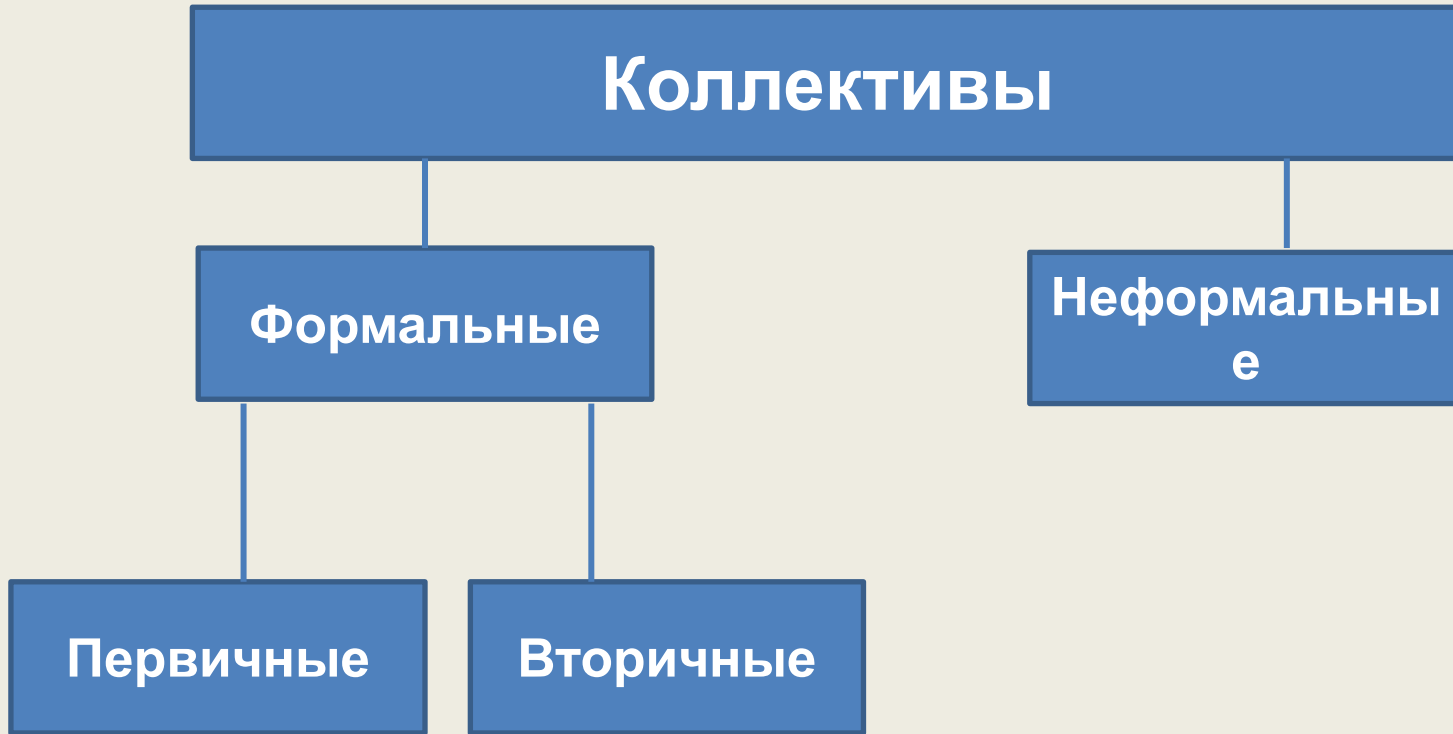 Коллективы
Формальные
Неформальны
е
Первичные
Вторичные